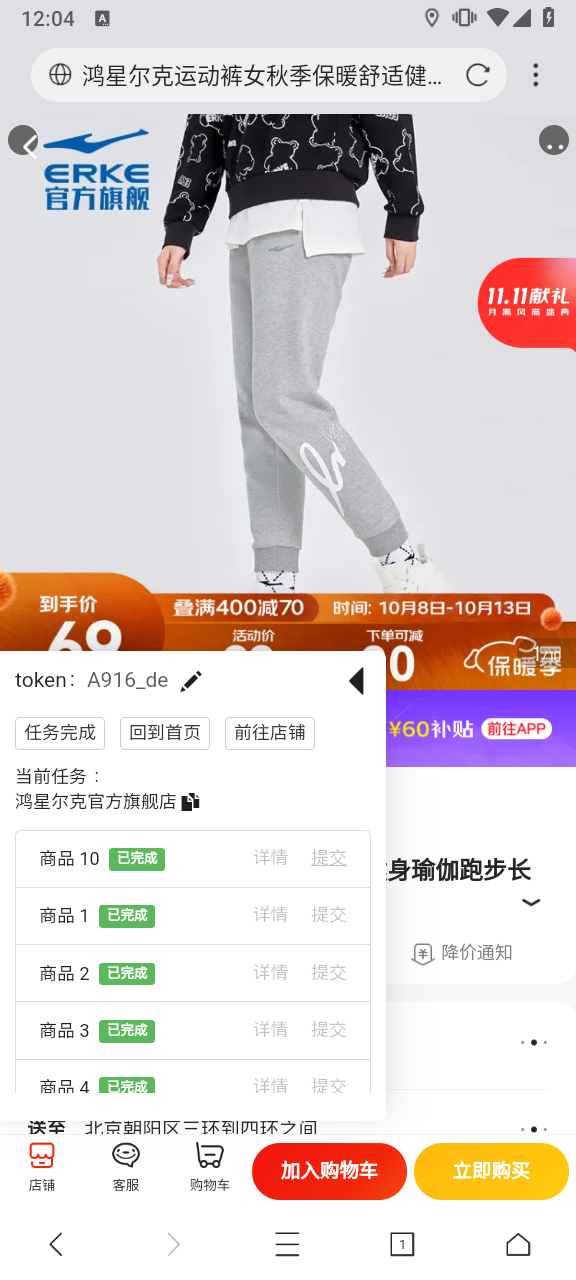 12:04
A
鸿星尔克运动裤女秋季保暖舒适健...
ERKE
官方旗舰
11.11献礼
月黑风高盛典
到手价
叠满400减70
时间: 10月8日-10月13日
69
活动价
下单可减
保暖季
1/10
¥60补贴
前往APP
token: A916_de
任务完成
回到首页
前往店铺
当前任务：
鸿星尔克官方旗舰店
商品 10 已完成 详情 提交
商品 1 已完成 详情 提交
商品 2 已完成 详情 提交
商品 3 已完成 详情 提交
商品 4 已完成 详情 提交
身瑜伽跑步长
降价通知
送至 北京朝阳区三环到四环之间
店铺
客服
购物车
加入购物车
立即购买
1